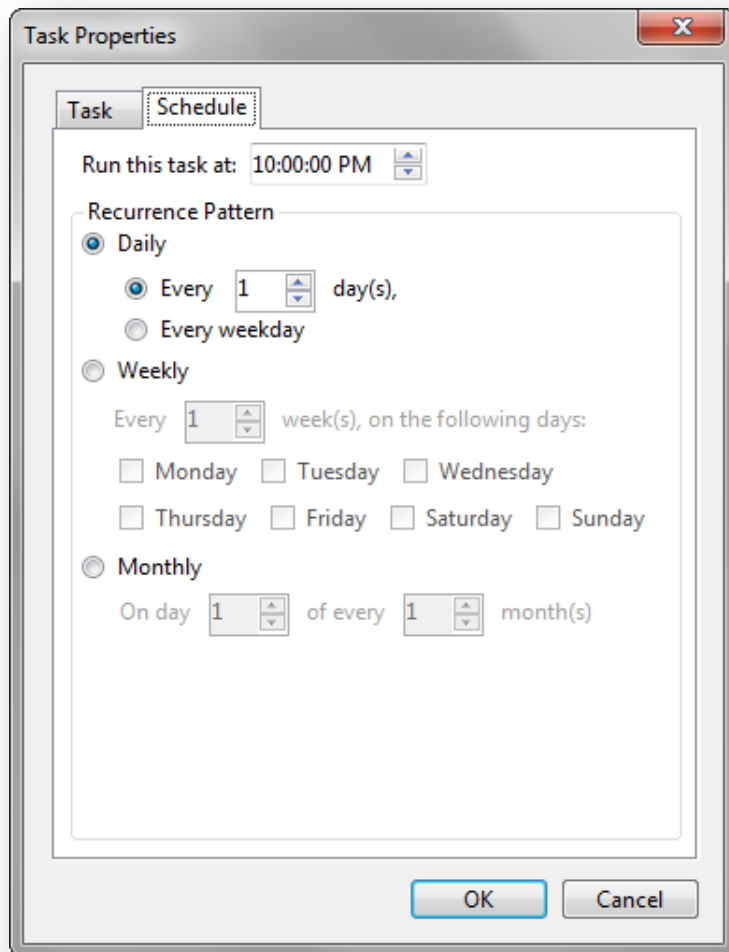 Task Properties
Task Schedule
Run this task at: 10:00:00 PM
Recurrence Pattern
Daily
Every 1 day(s),
Every weekday
Weekly
Every 1 week(s), on the following days:
Monday Tuesday Wednesday
Thursday Friday Saturday Sunday
Monthly
On day 1 of every 1 month(s)
OK Cancel